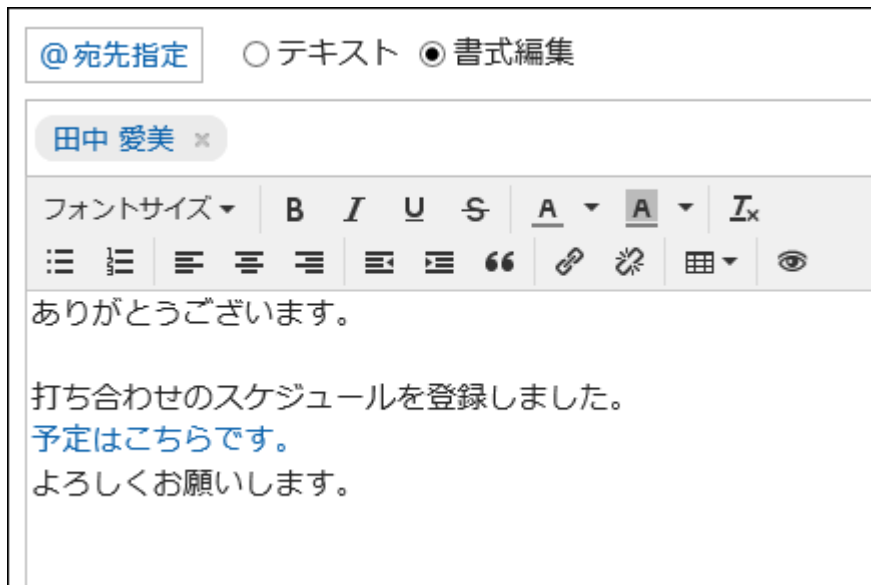 @宛先指定 テキスト 書式編集
田中 愛美 ×
フォントサイズ B I U S A A Tx
ありがとうございます。
打ち合わせのスケジュールを登録しました。
予定はこちらです。
よろしくお願いします。